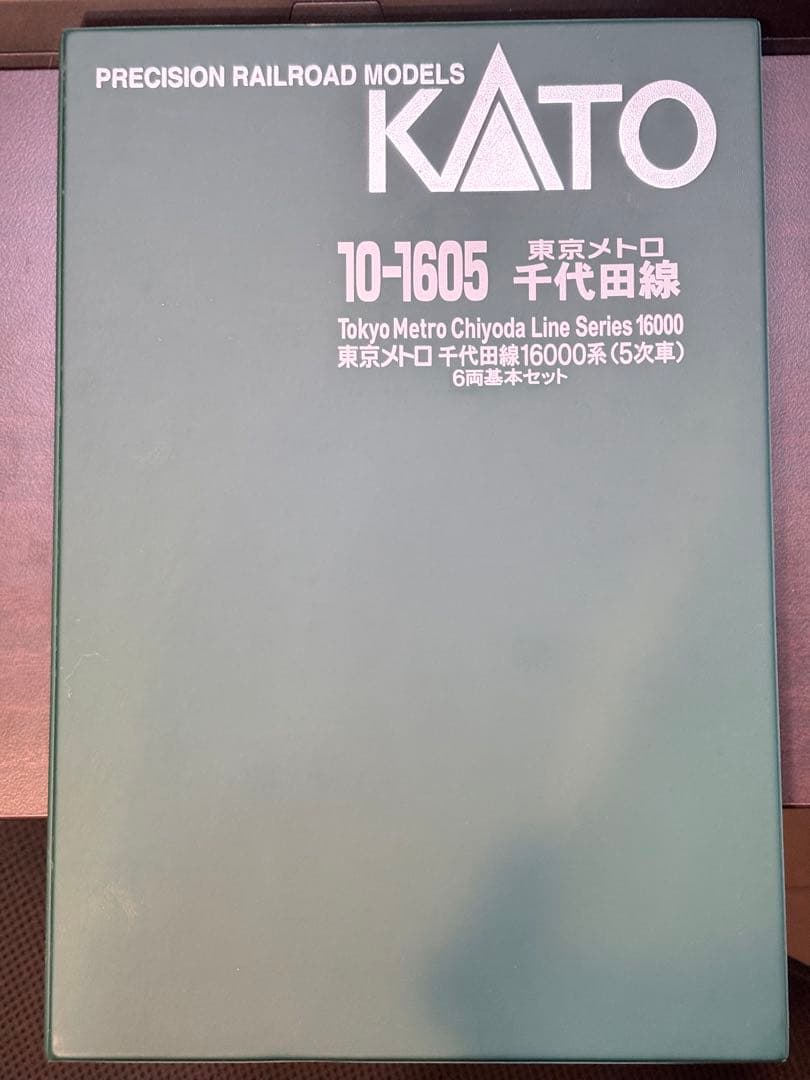 PRECISION RAILROAD MODELS
KATO
10-1605 東京メトロ 千代田線
Tokyo Metro Chiyoda Line Series 16000
東京メトロ 千代田線16000系(5次車)
6両基本セット